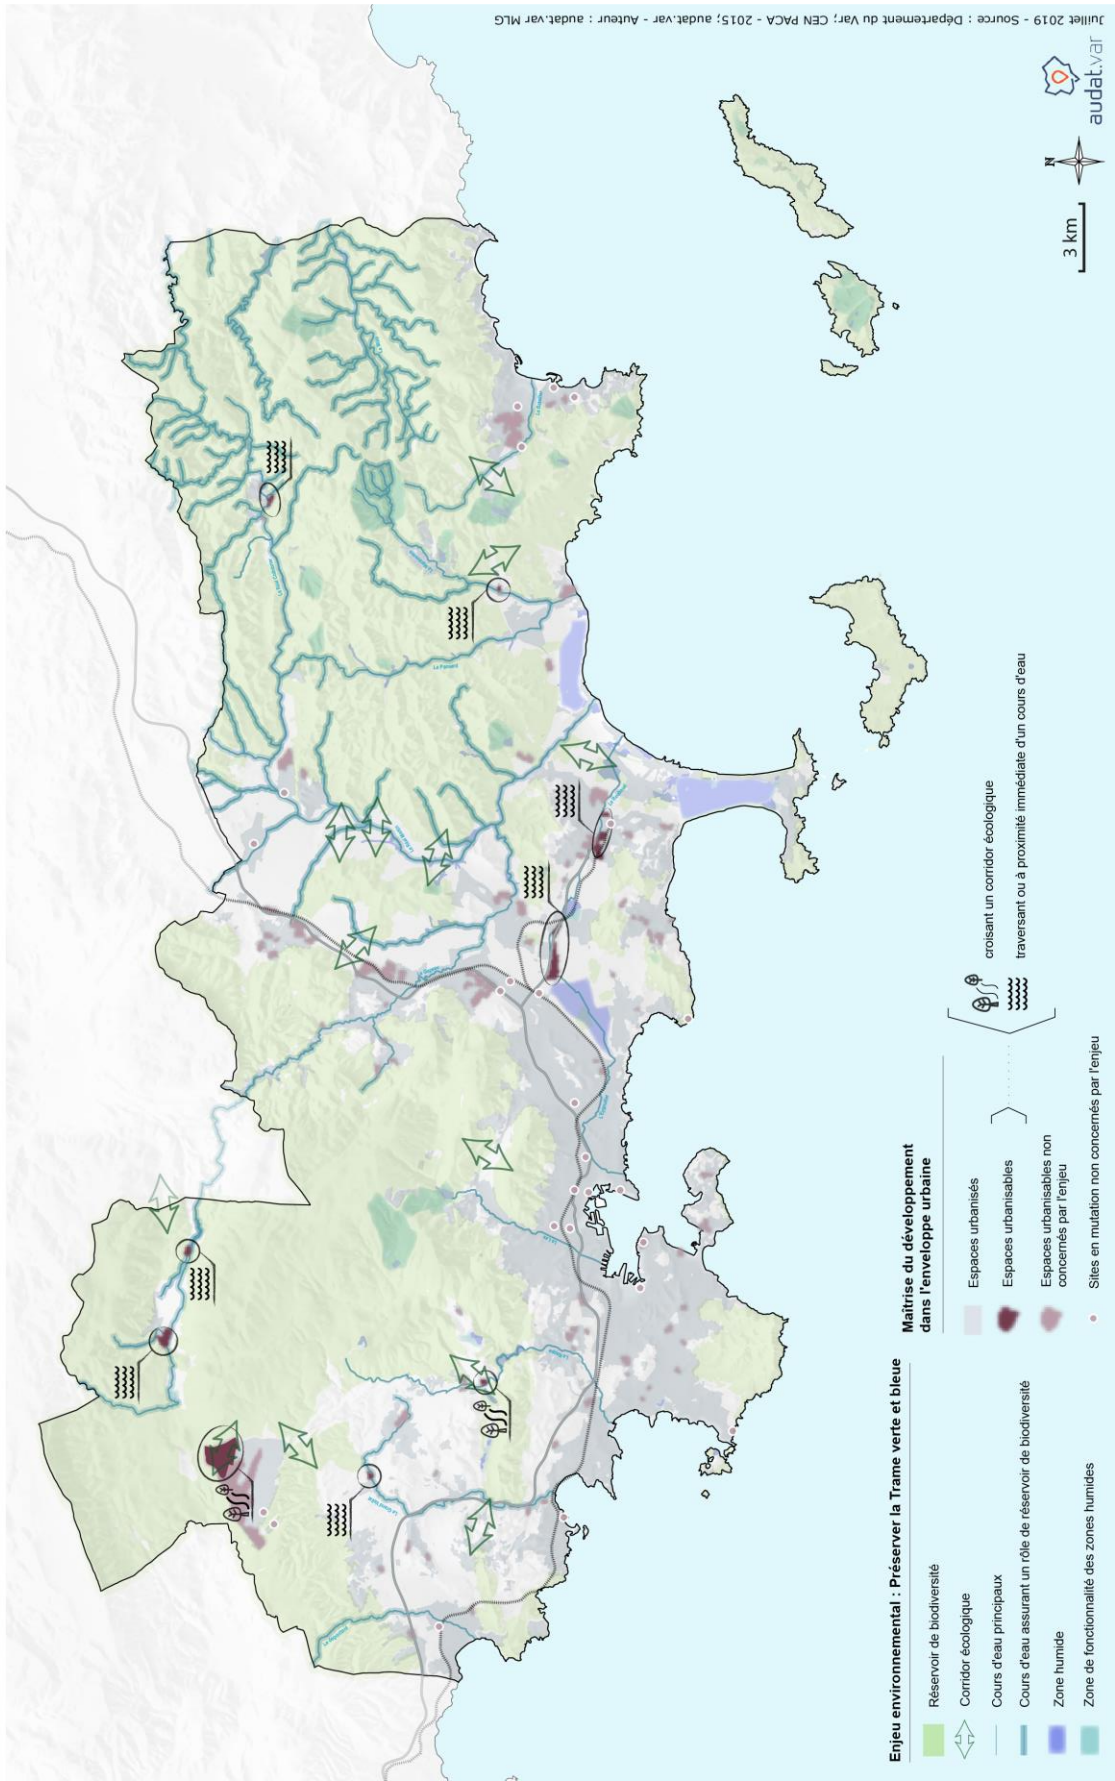 Juillet 2019 - Source : Département du Var; CEN PACA - 2015; audat.var - Auteur : audat.var MLG
audat.var
N
3 km
Enjeu environnemental : Préserver la Trame verte et bleue
Réservoir de biodiversité
Corridor écologique
Cours d'eau principaux
Cours d'eau assurant un rôle de réservoir de biodiversité
Zone humide
Zone de fonctionalité des zones humides
Maîtrise du développement
dans l'enveloppe urbaine
Espaces urbanisés
Espaces urbanisables
Espaces urbanisables non
concernés par l'enjeu
Sites en mutation non concernés par l'enjeu
croisant un corridor écologique
traversant ou à proximité immédiate d'un cours d'eau